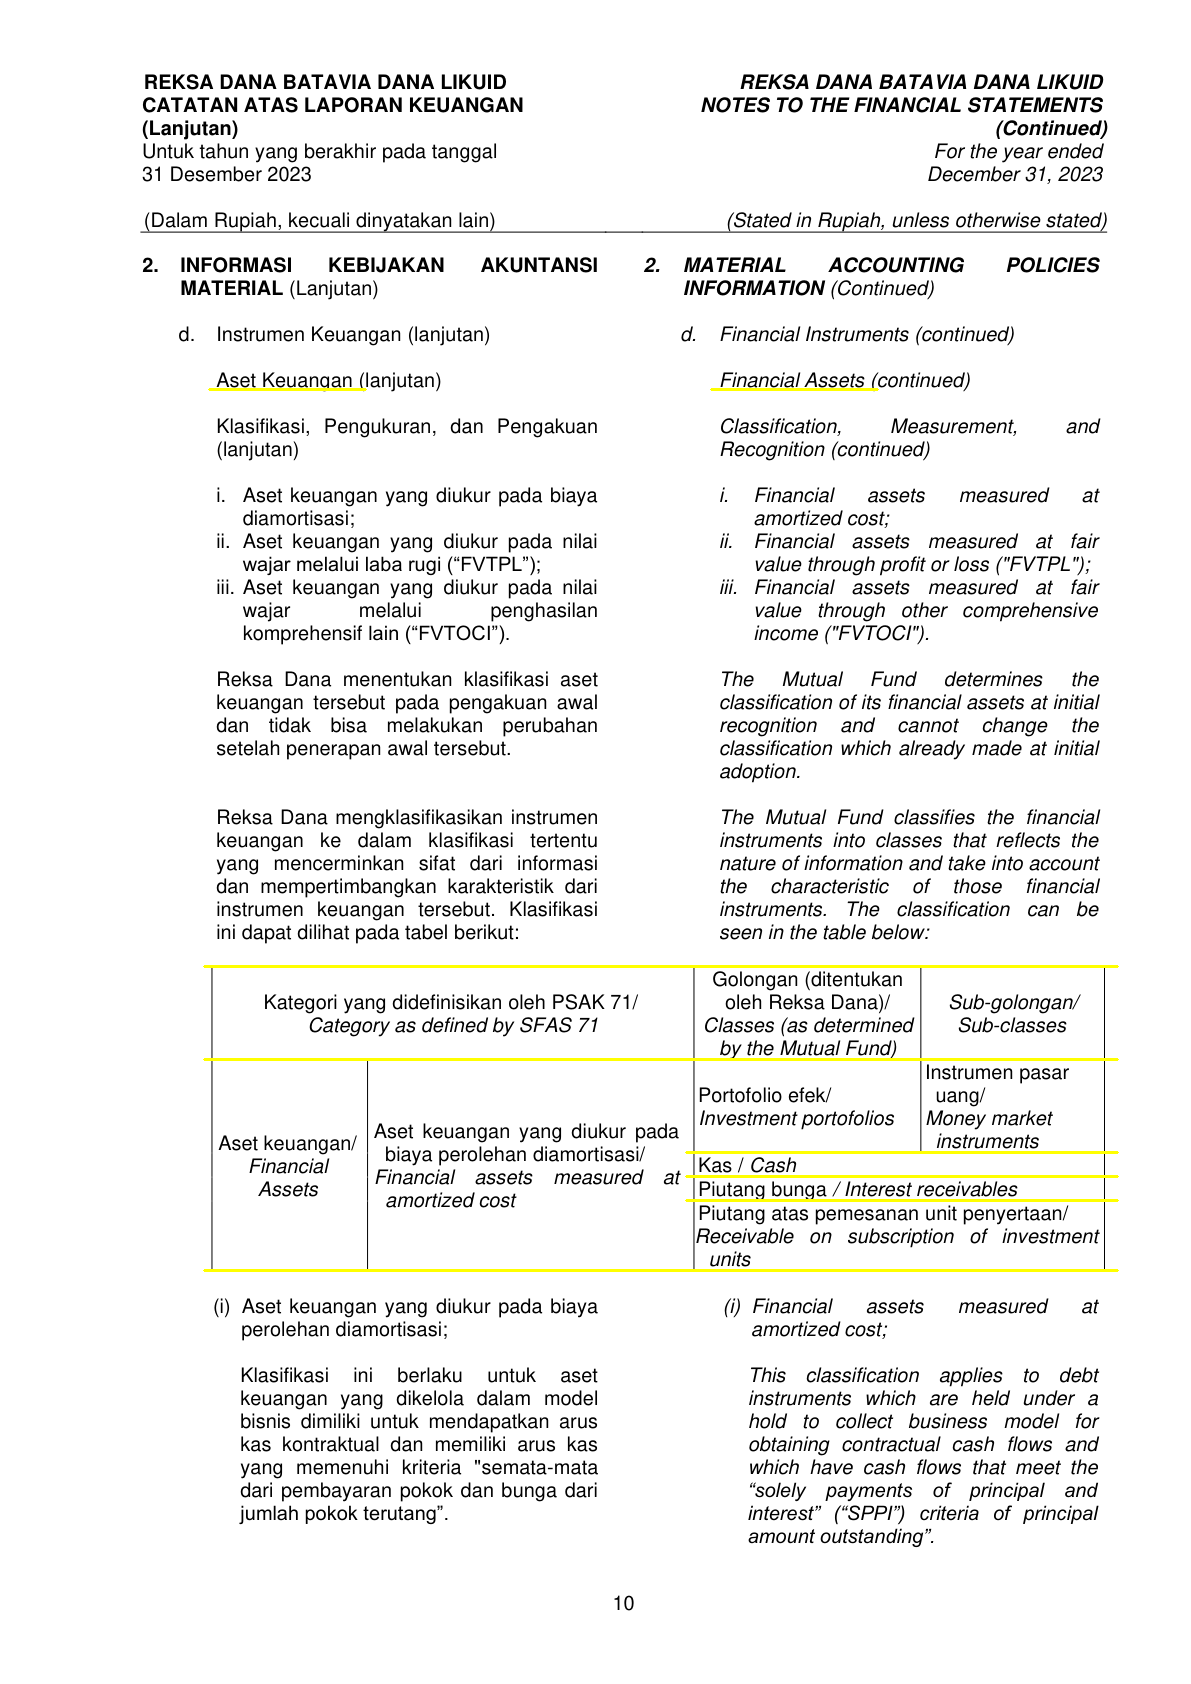 REKSA DANA BATAVIA DANA LIKUID
CATATAN ATAS LAPORAN KEUANGAN
(Lanjutan)
Untuk tahun yang berakhir pada tanggal
31 Desember 2023
(Dalam Rupiah, kecuali dinyatakan lain)
REKSA DANA BATAVIA DANA LIKUID
NOTES TO THE FINANCIAL STATEMENTS
(Continued)
For the year ended
December 31, 2023
(Stated in Rupiah, unless otherwise stated)
2. INFORMASI KEBIJAKAN AKUNTANSI
MATERIAL (Lanjutan)
d. Instrumen Keuangan (lanjutan)
Aset Keuangan (lanjutan)
Klasifikasi, Pengukuran, dan Pengakuan
(lanjutan)
i. Aset keuangan yang diukur pada biaya
diamortisasi;
ii. Aset keuangan yang diukur pada nilai
wajar melalui laba rugi (“FVTPL”);
iii. Aset keuangan yang diukur pada nilai
wajar melalui penghasilan
komprehensif lain (“FVTOCI”).
Reksa Dana menentukan klasifikasi aset
keuangan tersebut pada pengakuan awal
dan tidak bisa melakukan perubahan
setelah penerapan awal tersebut.
Reksa Dana mengklasifikasikan instrumen
keuangan ke dalam klasifikasi tertentu
yang mencerminkan sifat dari informasi
dan mempertimbangkan karakteristik dari
instrumen keuangan tersebut. Klasifikasi
ini dapat dilihat pada tabel berikut:
2. MATERIAL ACCOUNTING POLICIES
INFORMATION (Continued)
d. Financial Instruments (continued)
Financial Assets (continued)
Classification, Measurement, and
Recognition (continued)
i. Financial assets measured at
amortized cost;
ii. Financial assets measured at fair
value through profit or loss ("FVTPL");
iii. Financial assets measured at fair
value through other comprehensive
income ("FVTOCI").
The Mutual Fund determines the
classification of its financial assets at initial
recognition and cannot change the
classification which already made at initial
adoption.
The Mutual Fund classifies the financial
instruments into classes that reflects the
nature of information and take into account
the characteristic of those financial
instruments. The classification can be
seen in the table below:
Kategori yang didefinisikan oleh PSAK 71/
Category as defined by SFAS 71
Golongan (ditentukan
oleh Reksa Dana)/
Classes (as determined
by the Mutual Fund)
Sub-golongan/
Sub-classes
Aset keuangan/
Financial
Assets
Aset keuangan yang diukur pada
biaya perolehan diamortisasi/
Financial assets measured at
amortized cost
Portofolio efek/
Investment portofolios
Instrumen pasar
uang/
Money market
instruments
Kas / Cash
Piutang bunga / Interest receivables
Piutang atas pemesanan unit penyertaan/
Receivable on subscription of investment
units
(i) Aset keuangan yang diukur pada biaya
perolehan diamortisasi;
Klasifikasi ini berlaku untuk aset
keuangan yang dikelola dalam model
bisnis dimiliki untuk mendapatkan arus
kas kontraktual dan memiliki arus kas
yang memenuhi kriteria "semata-mata
dari pembayaran pokok dan bunga dari
jumlah pokok terutang”.
(i) Financial assets measured at
amortized cost;
This classification applies to debt
instruments which are held under a
hold to collect business model for
obtaining contractual cash flows and
which have cash flows that meet the
“solely payments of principal and
interest” (“SPPI”) criteria of principal
amount outstanding”.
10